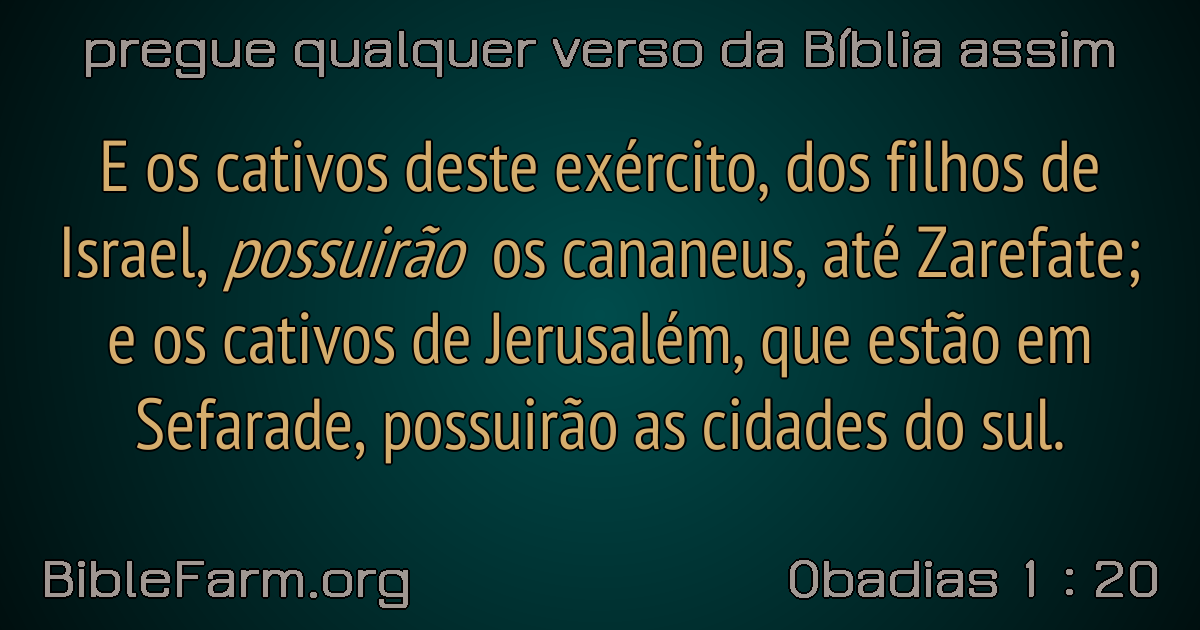 pregue qualquer verso da Bíblia assim
E os cativos deste exército, dos filhos de
Israel, possuirão os cananeus, até Zarefate;
e os cativos de Jerusalém, que estão em
Sefarade, possuirão as cidades do sul.
BibleFarm.org
Obadias 1 : 20